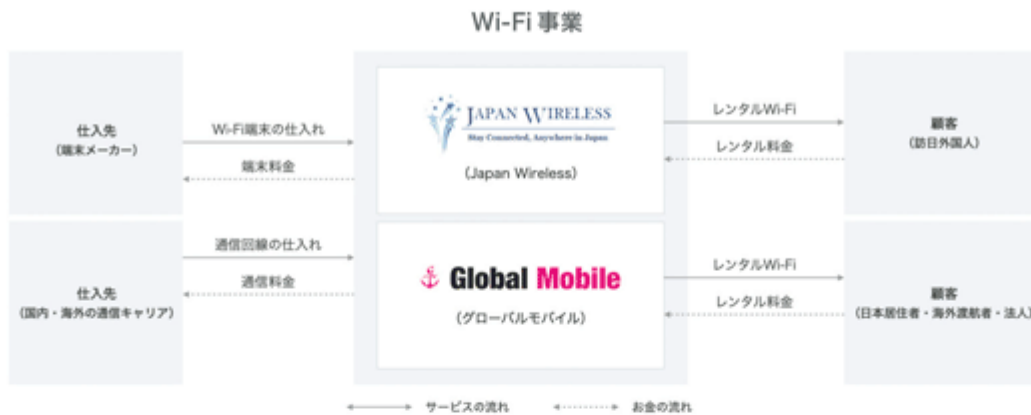 Wi-Fi 事業
仕入先
(端末メーカー)
Wi-Fi端末の仕入れ
端末料金
JAPAN WIRELESS
Stay Connected, Anywhere in Japan
(Japan Wireless)
レンタルWi-Fi
レンタル料金
顧客
(訪日外国人)
仕入先
(国内・海外の通信キャリア)
通信回線の仕入れ
通信料金
Global Mobile
(グローバルモバイル)
レンタルWi-Fi
レンタル料金
顧客
(日本居住者・海外渡航者・法人)
サービスの流れ
お金の流れ